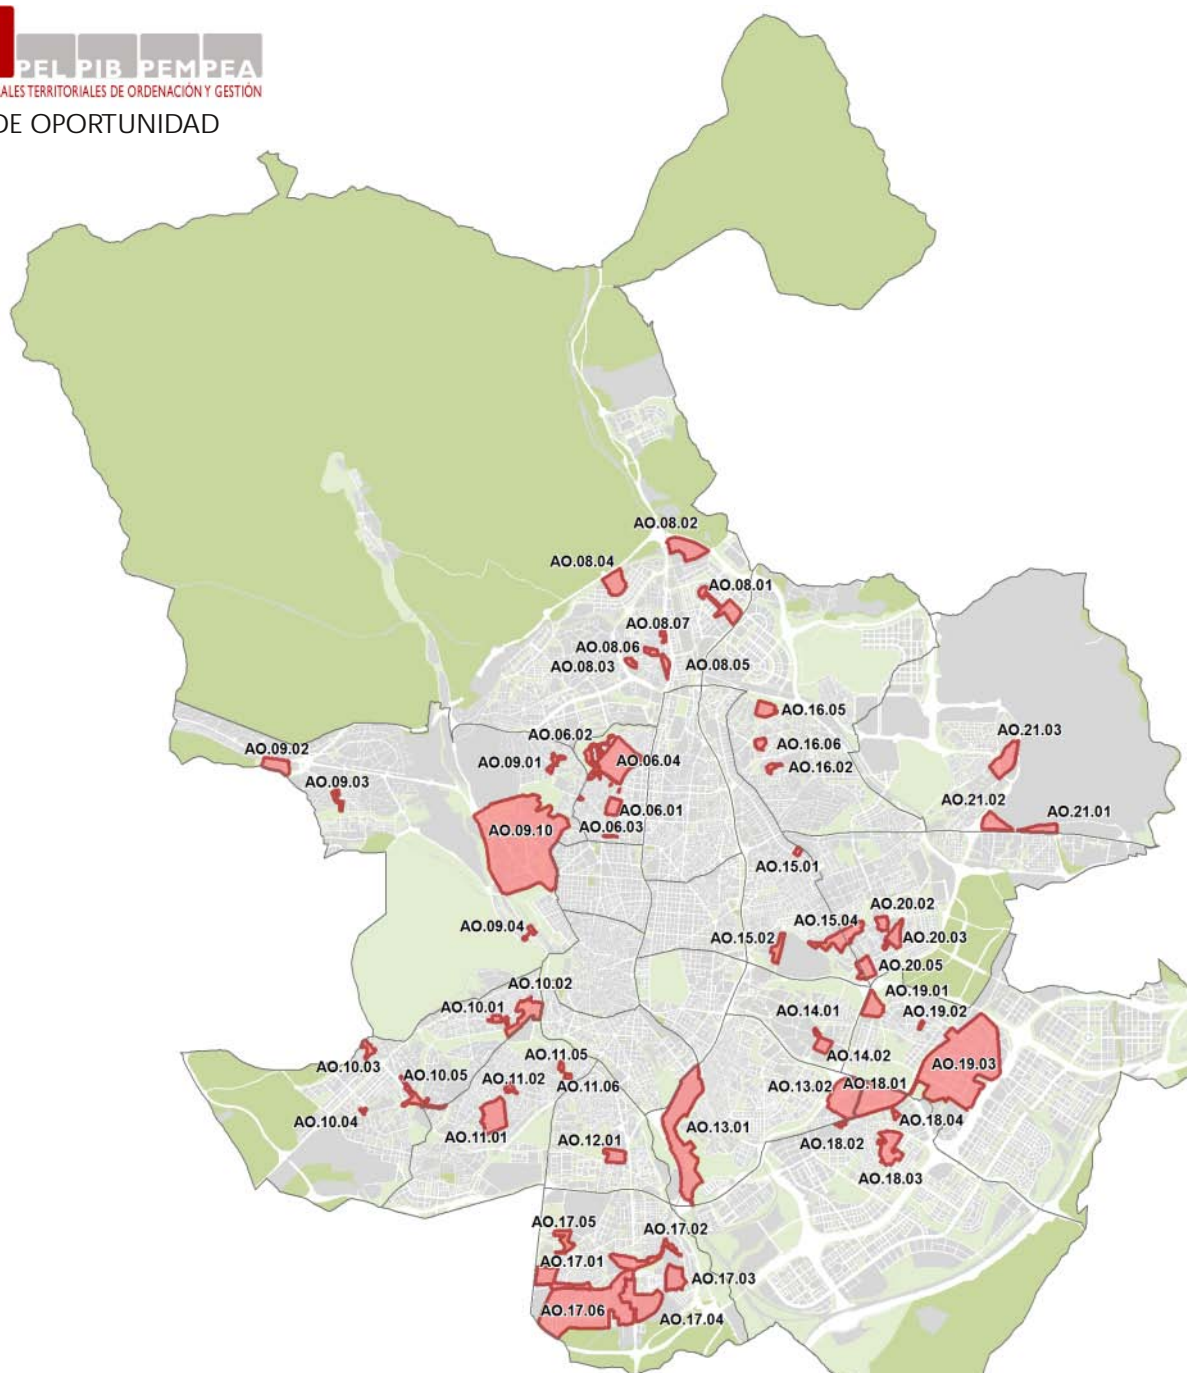 PEL PIB PEM PEA
ALES TERRITORIALES DE ORDENACIÓN Y GESTIÓN
DE OPORTUNIDAD
AO.08.02
AO.08.04
AO.08.01
AO.08.07
AO.08.06
AO.08.03
AO.08.05
AO.16.05
AO.09.02
AO.06.02
AO.16.06
AO.21.03
AO.09.01
AO.06.04
AO.16.02
AO.09.03
AO.21.02
AO.06.01
AO.21.01
AO.09.10
AO.06.03
AO.15.01
AO.20.02
AO.09.04
AO.15.04
AO.15.02
AO.20.03
AO.20.05
AO.10.02
AO.19.01
AO.10.01
AO.14.01
AO.19.02
AO.11.05
AO.14.02
AO.10.03
AO.19.03
AO.10.05
AO.11.02
AO.11.06
AO.13.02
AO.18.01
AO.10.04
AO.18.04
AO.13.01
AO.11.01
AO.12.01
AO.18.02
AO.18.03
AO.17.05
AO.17.02
AO.17.01
AO.17.03
AO.17.06
AO.17.04